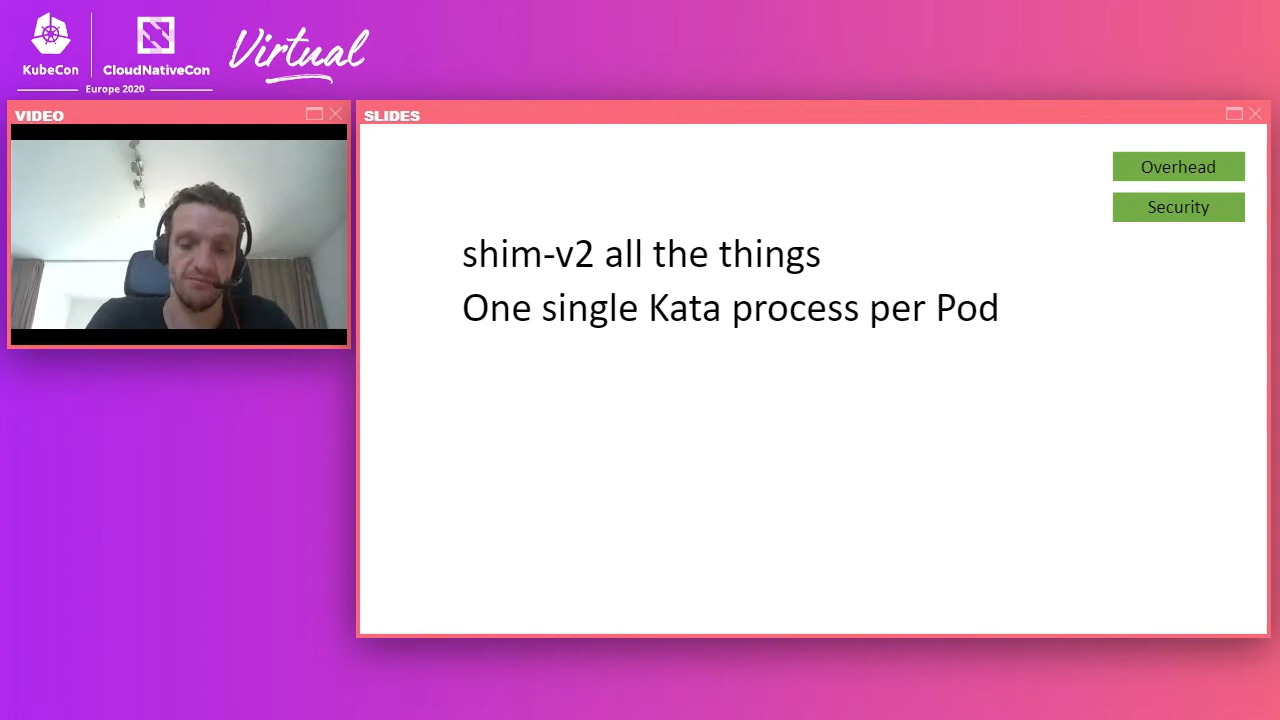 KubeCon
CloudNativeCon
Europe 2020
Virtual
VIDEO
SLIDES
Overhead
Security
shim-v2 all the things
One single Kata process per Pod